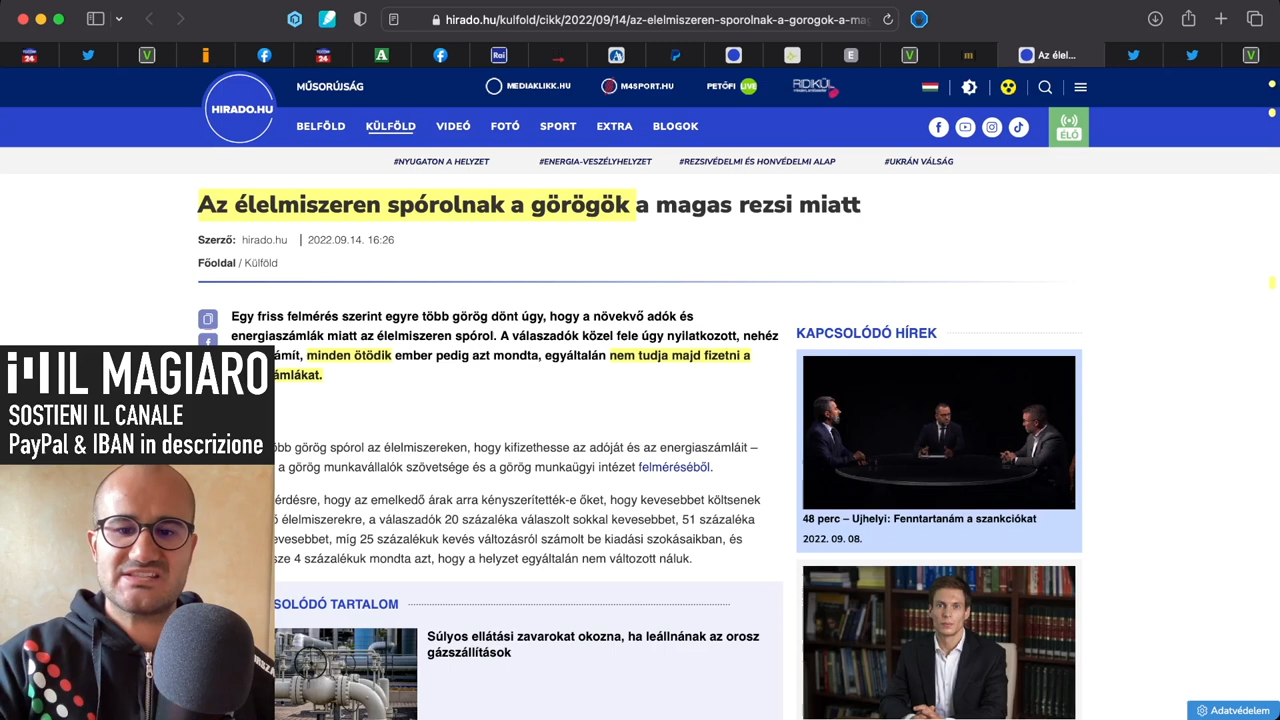 hirado.hu/kulfold/cikk/2022/09/14/az-elelmiszeren-sporolnak-a-gorogok-a-mag
24
V
i
24
A
Rai
E
V
m
Az élel...
V
HIRADO.HU
MŰSORÚJSÁG
MEDIAKLIKK.HU
M4SPORT.HU
PETŐFI LIVE
RIDIKÜL
BELFÖLD
KÜLFÖLD
VIDEÓ
FOTÓ
SPORT
EXTRA
BLOGOK
ÉLŐ
#NYUGATON A HELYZET
#ENERGIA-VESZÉLYHELYZET
#REZSIVÉDELMI ÉS HONVÉDELMI ALAP
#UKRÁN VÁLSÁG
Az élelmiszeren spórolnak a görögök a magas rezsi miatt
Szerző: hirado.hu | 2022.09.14. 16:26
Főoldal / Külföld
Egy friss felmérés szerint egyre több görög dönt úgy, hogy a növekvő adók és
energiaszámlák miatt az élelmiszeren spórol. A válaszadók közel fele úgy nyilatkozott, nehéz
ámít, minden ötödik ember pedig azt mondta, egyáltalán nem tudja majd fizetni a
ámlákat.
öbb görög spórol az élelmiszereken, hogy kifizethesse az adóját és az energiaszámláit –
a görög munkavállalók szövetsége és a görög munkaügyi intézet felméréséből.
érdésre, hogy az emelkedő árak arra kényszerítették-e őket, hogy kevesebbet költsenek
ó élelmiszerekre, a válaszadók 20 százaléka válaszolt sokkal kevesebbet, 51 százaléka
evesebbet, míg 25 százalékuk kevés változásról számolt be kiadási szokásaikban, és
sze 4 százalékuk mondta azt, hogy a helyzet egyáltalán nem változott náluk.
SOLÓDÓ TARTALOM
Súlyos ellátási zavarokat okozna, ha leállnának az orosz
gázszállítások
KAPCSOLÓDÓ HÍREK
48 perc – Ujhelyi: Fenntartanám a szankciókat
2022. 09. 08.
IL MAGIARO
SOSTIENI IL CANALE
PayPal & IBAN in descrizione
Adatvédelem